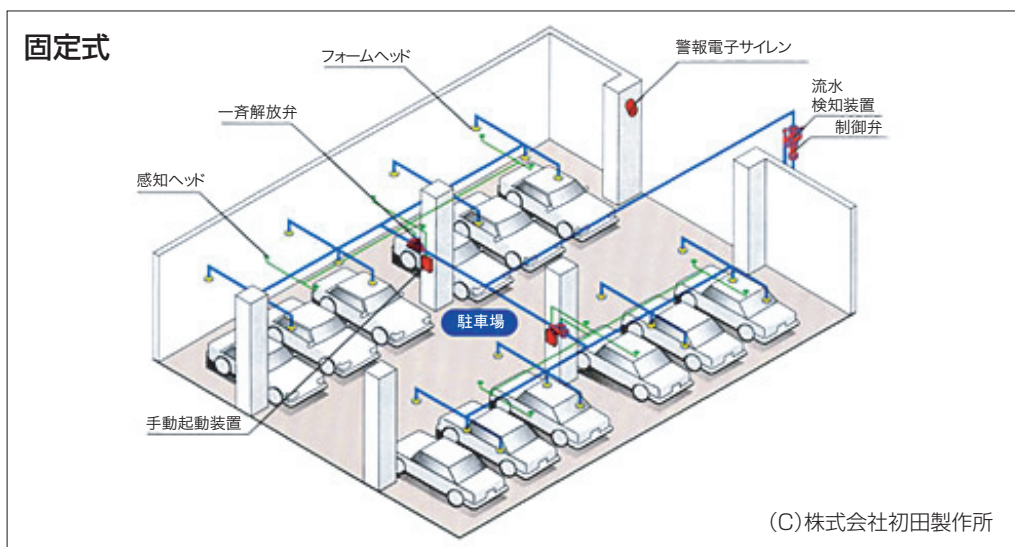 固定式
フォームヘッド
警報電子サイレン
一斉解放弁
流水
検知装置
制御弁
感知ヘッド
駐車場
手動起動装置
(C)株式会社初田製作所